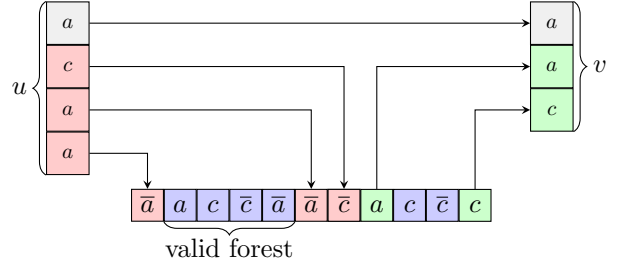 a a
c a
u v
a c
a
a̅ a c c̅ a̅ a̅ c̅ a c c̅ c
valid forest